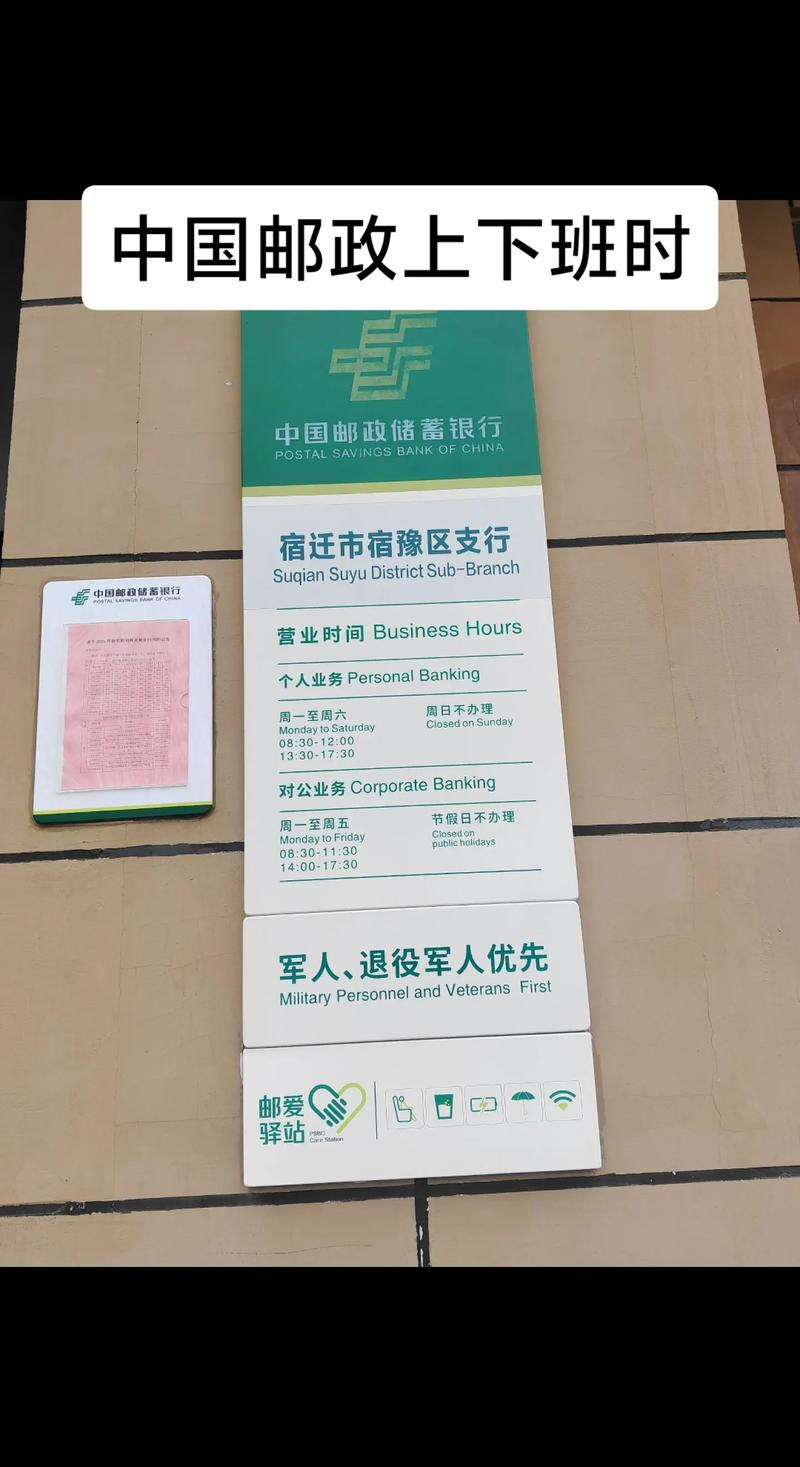 中国邮政上下班时
中国邮政储蓄银行
POSTAL SAVINGS BANK OF CHINA
宿迁市宿豫区支行
Suqian Suyu District Sub-Branch
营业时间 Business Hours
个人业务 Personal Banking
周一至周六
Monday to Saturday
08:30-12:00
13:30-17:30
周日不办理
Closed on Sunday
对公业务 Corporate Banking
周一至周五
Monday to Friday
08:30-11:30
14:00-17:30
节假日不办理
Closed on
public holidays
军人、退役军人优先
Military Personnel and Veterans First
邮爱
驿站
PSBC
Care Station
中国邮政储蓄银行
POSTAL SAVINGS BANK OF CHINA